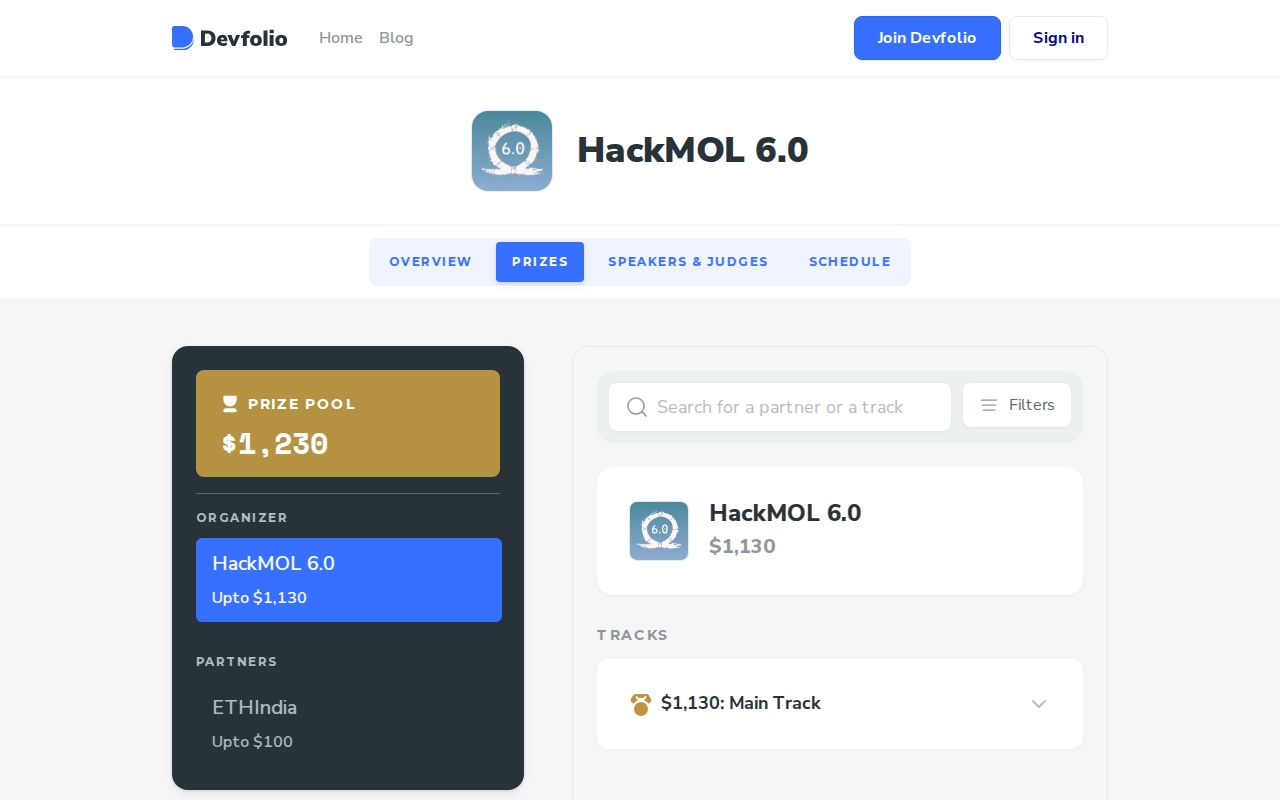 Devfolio
Home
Blog
Join Devfolio
Sign in
6.0
HackMOL 6.0
OVERVIEW
PRIZES
SPEAKERS & JUDGES
SCHEDULE
PRIZE POOL
$1,230
ORGANIZER
HackMOL 6.0
Upto $1,130
PARTNERS
ETHIndia
Upto $100
Search for a partner or a track
Filters
6.0
HackMOL 6.0
$1,130
TRACKS
$1,130: Main Track